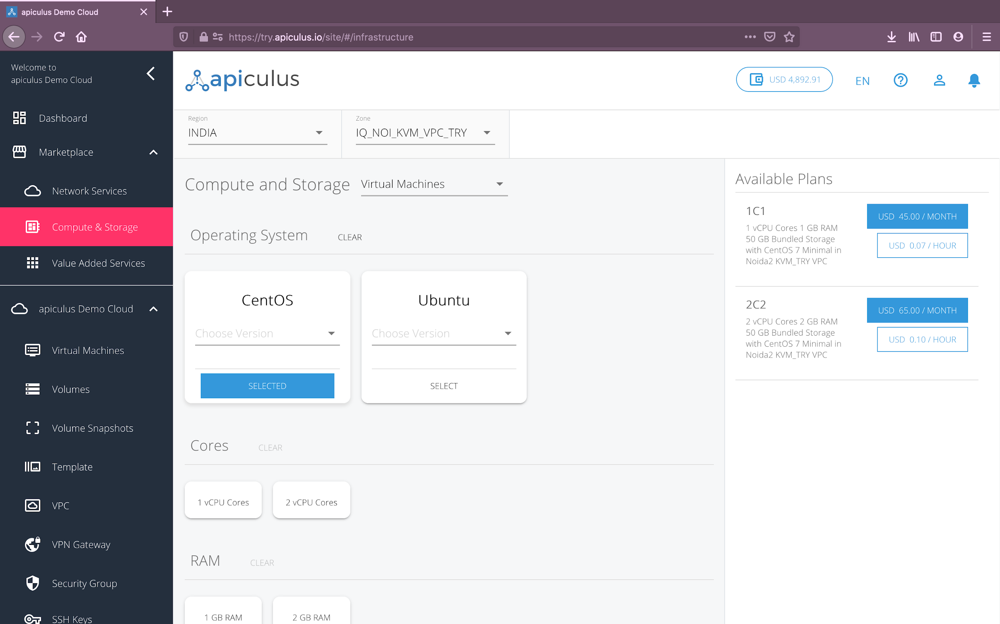 apiculus Demo Cloud
https://try.apiculus.io/site/#/infrastructure
Welcome to
apiculus Demo Cloud
Dashboard
Marketplace
Network Services
Compute & Storage
Value Added Services
apiculus Demo Cloud
Virtual Machines
Volumes
Volume Snapshots
Template
VPC
VPN Gateway
Security Group
SSH Keys
apiculus
USD 4,892.91
EN
Region
INDIA
Zone
IQ_NOI_KVM_VPC_TRY
Compute and Storage
Virtual Machines
Operating System
CLEAR
CentOS
Choose Version
SELECTED
Ubuntu
Choose Version
SELECT
Cores
CLEAR
1 vCPU Cores
2 vCPU Cores
RAM
CLEAR
1 GB RAM
2 GB RAM
Available Plans
1C1
1 vCPU Cores 1 GB RAM
50 GB Bundled Storage
with CentOS 7 Minimal in
Noida2 KVM_TRY VPC
USD 45.00 / MONTH
USD 0.07 / HOUR
2C2
2 vCPU Cores 2 GB RAM
50 GB Bundled Storage
with CentOS 7 Minimal in
Noida2 KVM_TRY VPC
USD 65.00 / MONTH
USD 0.10 / HOUR